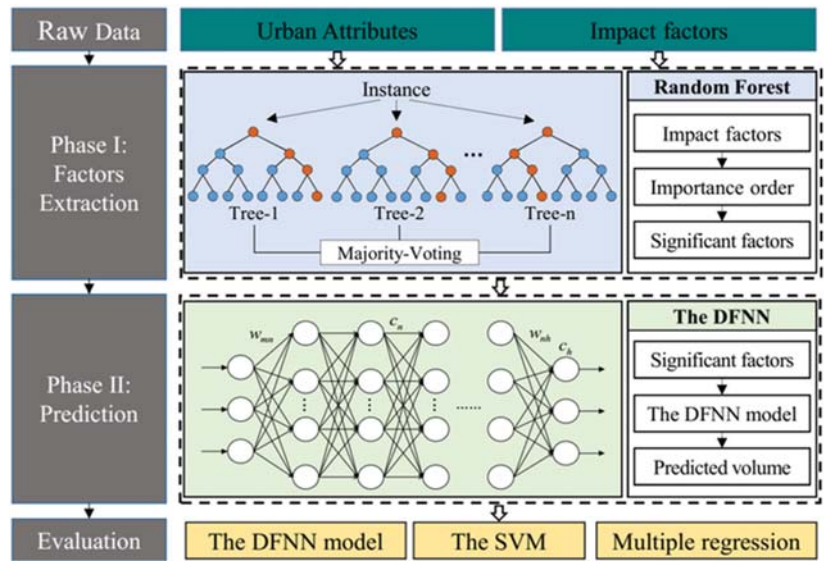 Raw Data
Urban Attributes
Impact factors
Phase I:
Factors
Extraction
Instance
...
Tree-1
Tree-2
Tree-n
Majority-Voting
Random Forest
Impact factors
Importance order
Significant factors
Phase II:
Prediction
w_mn
c_n
w_nh
c_h
......
The DFNN
Significant factors
The DFNN model
Predicted volume
Evaluation
The DFNN model
The SVM
Multiple regression